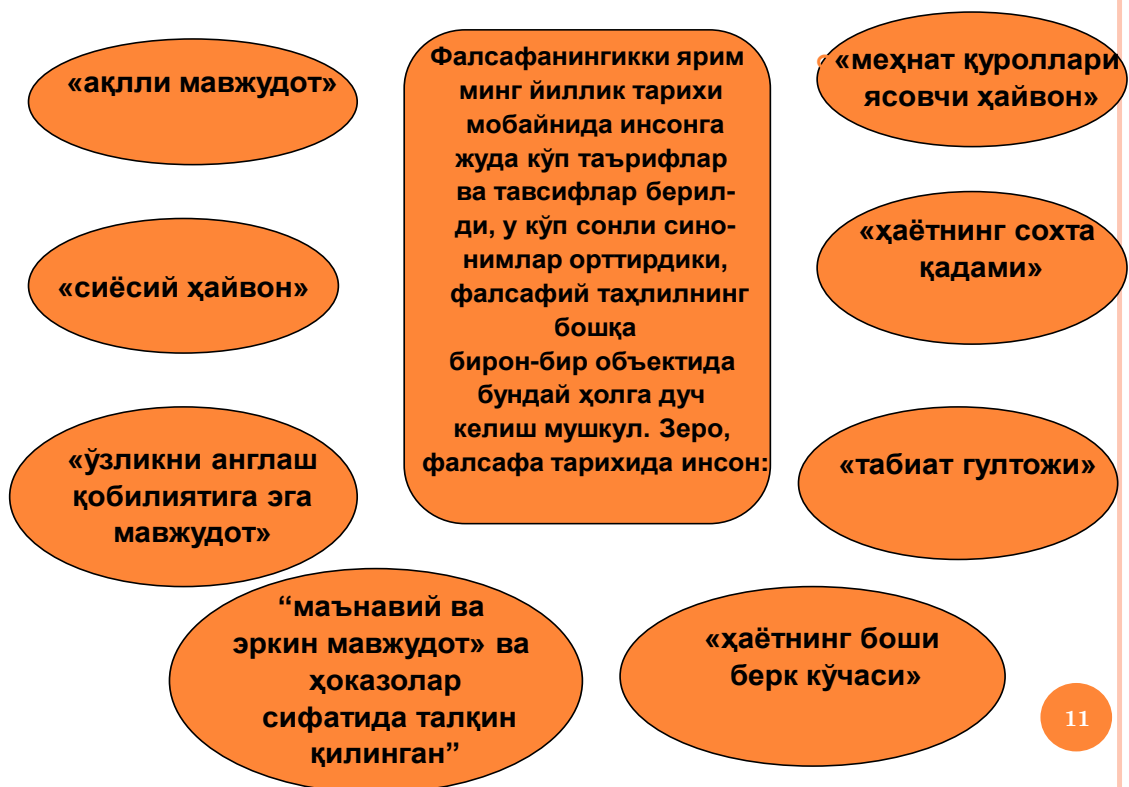 «ақлли мавжудот»
Фалсафанингикки ярим
минг йиллик тарихи
мобайнида инсонга
жуда кўп таърифлар
ва тавсифлар берил-
ди, у кўп сонли сино-
нимлар орттирдики,
фалсафий таҳлилнинг
бошқа
бирон-бир объектида
бундай ҳолга дуч
келиш мушкул. Зеро,
фалсафа тарихида инсон:
«меҳнат қуроллари
ясовчи ҳайвон»
«сиёсий ҳайвон»
«ҳаётнинг сохта
қадами»
«ўзликни англаш
қобилиятига эга
мавжудот»
«табиат гултожи»
“маънавий ва
эркин мавжудот» ва
ҳоказолар
сифатида талқин
қилинган”
«ҳаётнинг боши
берк кўчаси»
11